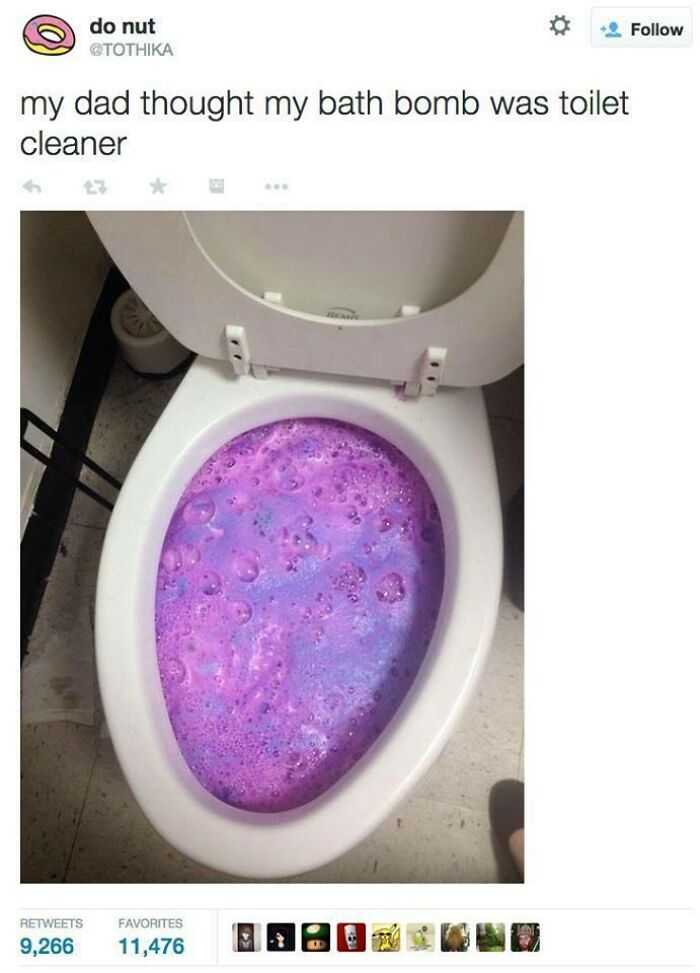 do nut
@TOTHIKA
Follow
my dad thought my bath bomb was toilet
cleaner
RETWEETS
FAVORITES
9,266
11,476